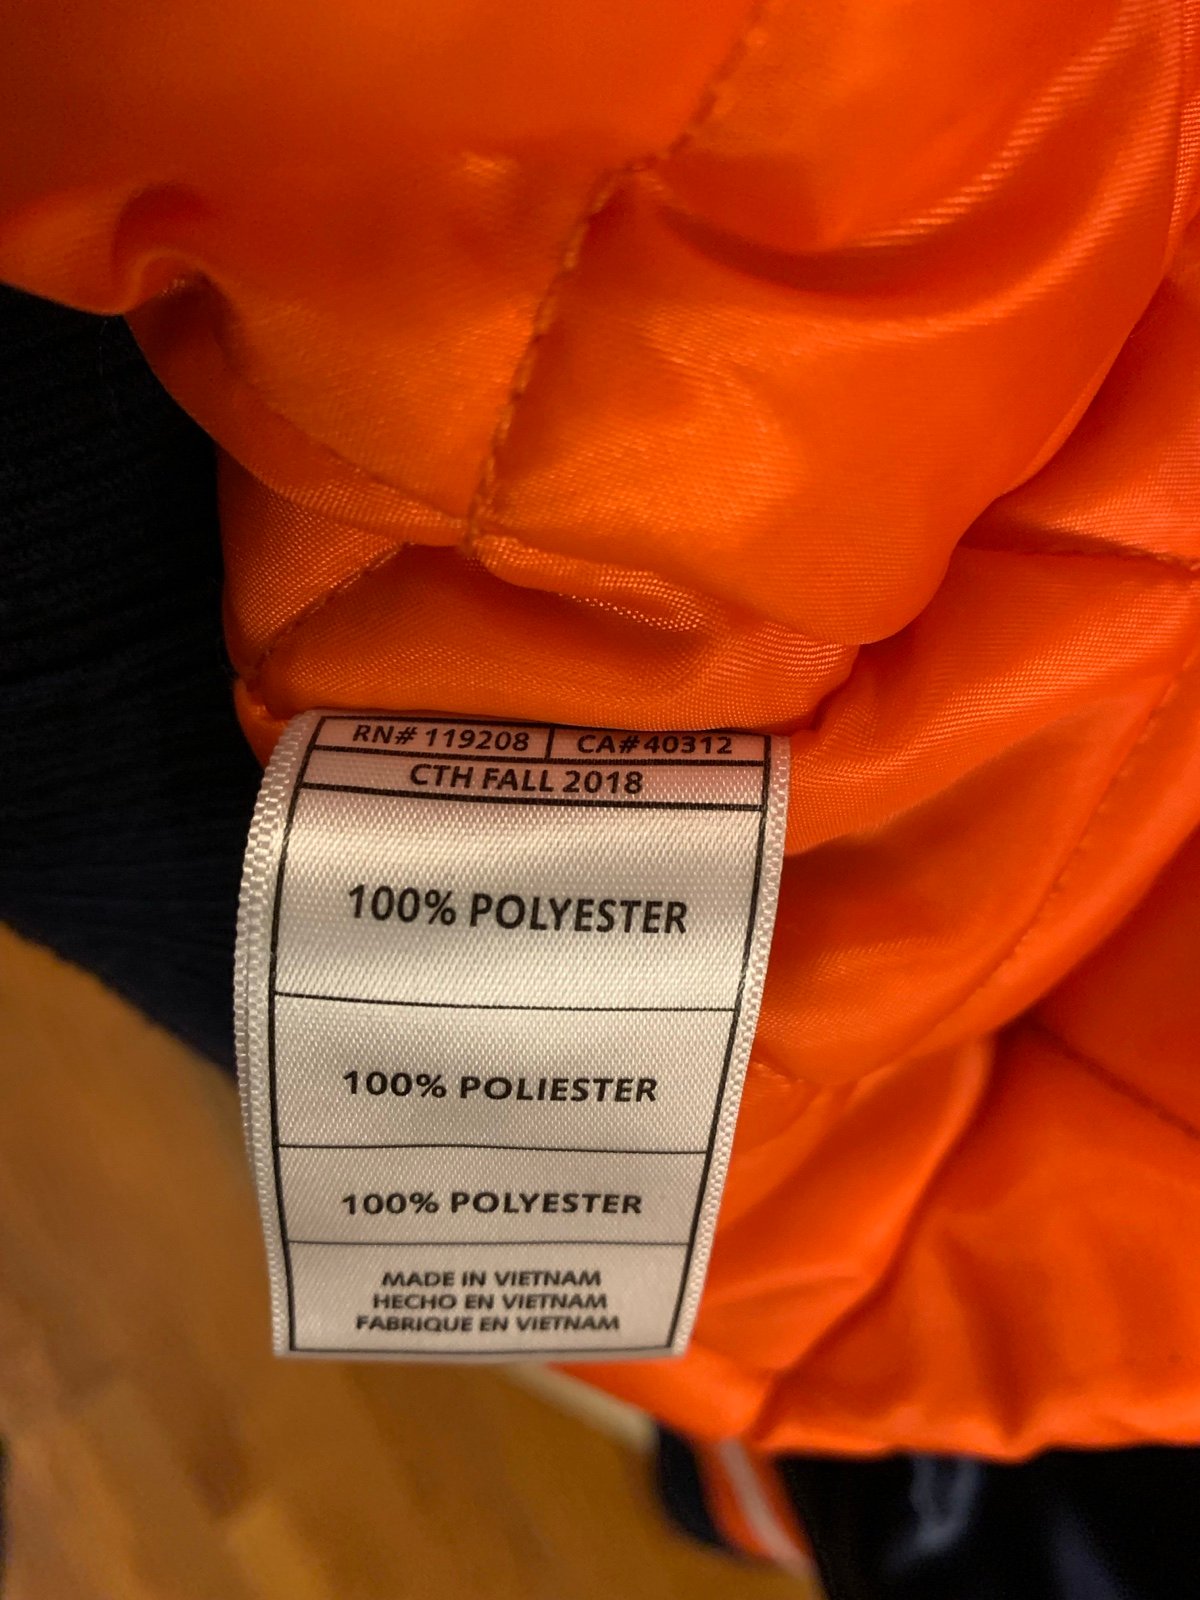 RN# 119208 CA# 40312
CTH FALL 2018
100% POLYESTER
100% POLIESTER
100% POLYESTER
MADE IN VIETNAM
HECHO EN VIETNAM
FABRIQUE EN VIETNAM